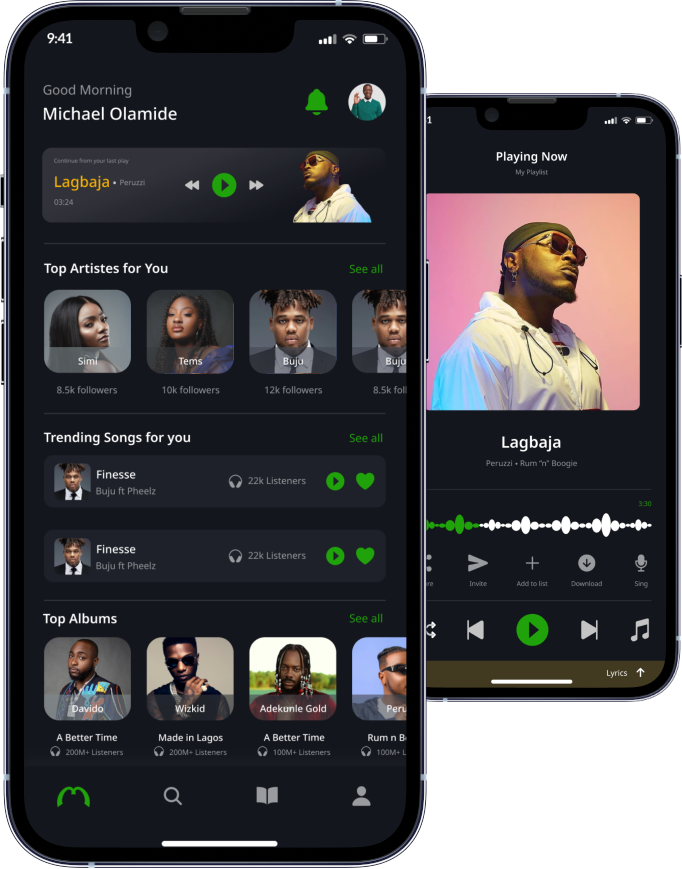 9:41
Good Morning
Michael Olamide
Continue from your last play
Lagbaja • Peruzzi
03:24
Top Artistes for You
See all
Simi
Tems
Buju
Buju
8.5k followers
10k followers
12k followers
8.5k foll
Trending Songs for you
See all
Finesse
Buju ft Pheelz
22k Listeners
Finesse
Buju ft Pheelz
22k Listeners
Top Albums
See all
Davido
Wizkid
Adekunle Gold
Peru
A Better Time
Made in Lagos
A Better Time
Rum n B
200M+ Listeners
200M+ Listeners
100M+ Listeners
100M+ L
1
Playing Now
My Playlist
Lagbaja
Peruzzi • Rum "n" Boogie
3:30
are
Invite
Add to list
Download
Sing
Lyrics